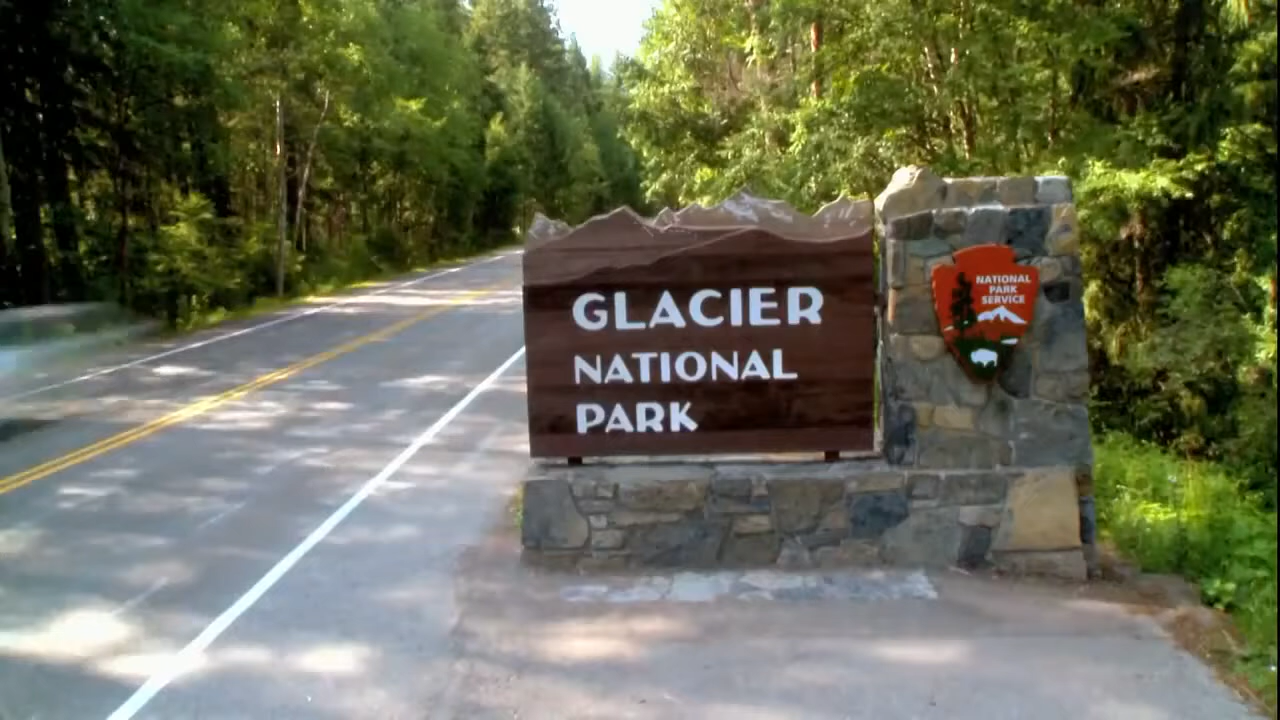 GLACIER
NATIONAL
PARK
NATIONAL
PARK
SERVICE